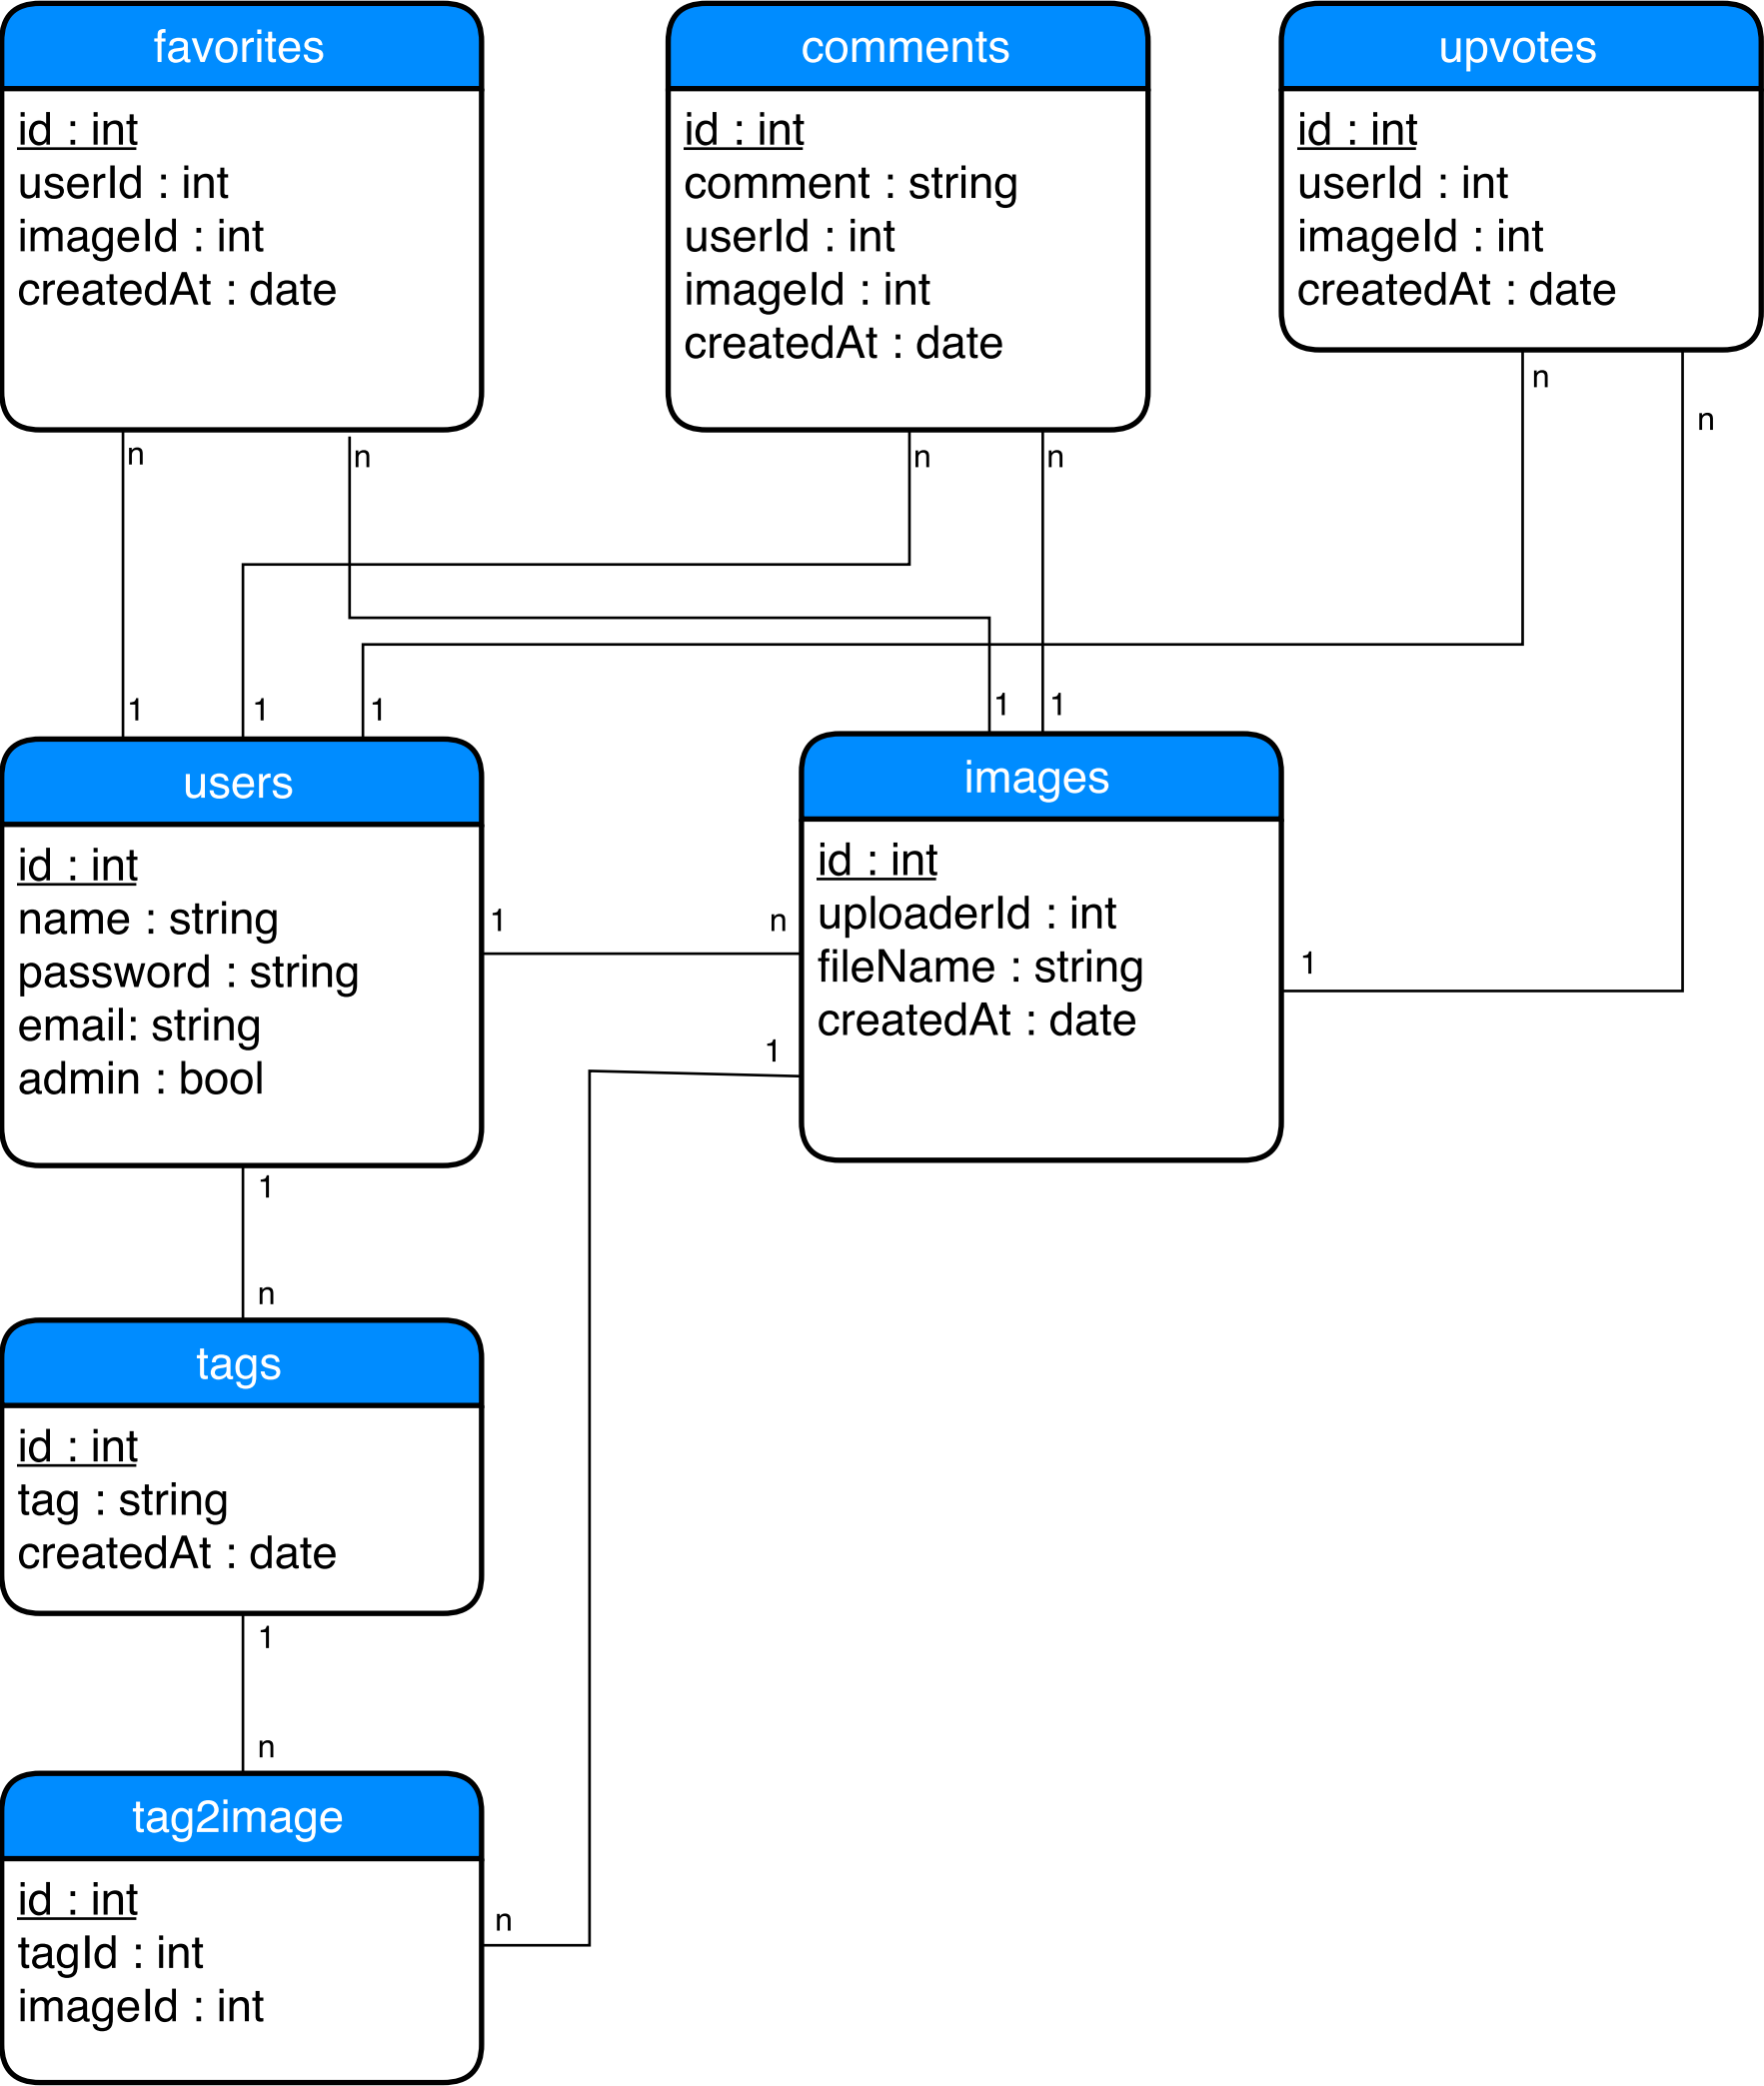 favorites
id : int
userId : int
imageId : int
createdAt : date
comments
id : int
comment : string
userId : int
imageId : int
createdAt : date
upvotes
id : int
userId : int
imageId : int
createdAt : date
n
n
n
n
n
n
1
1
1
1
1
users
id : int
name : string
password : string
email: string
admin : bool
1
n
images
id : int
uploaderId : int
fileName : string
createdAt : date
1
1
1
n
tags
id : int
tag : string
createdAt : date
1
n
tag2image
id : int
tagId : int
imageId : int
n